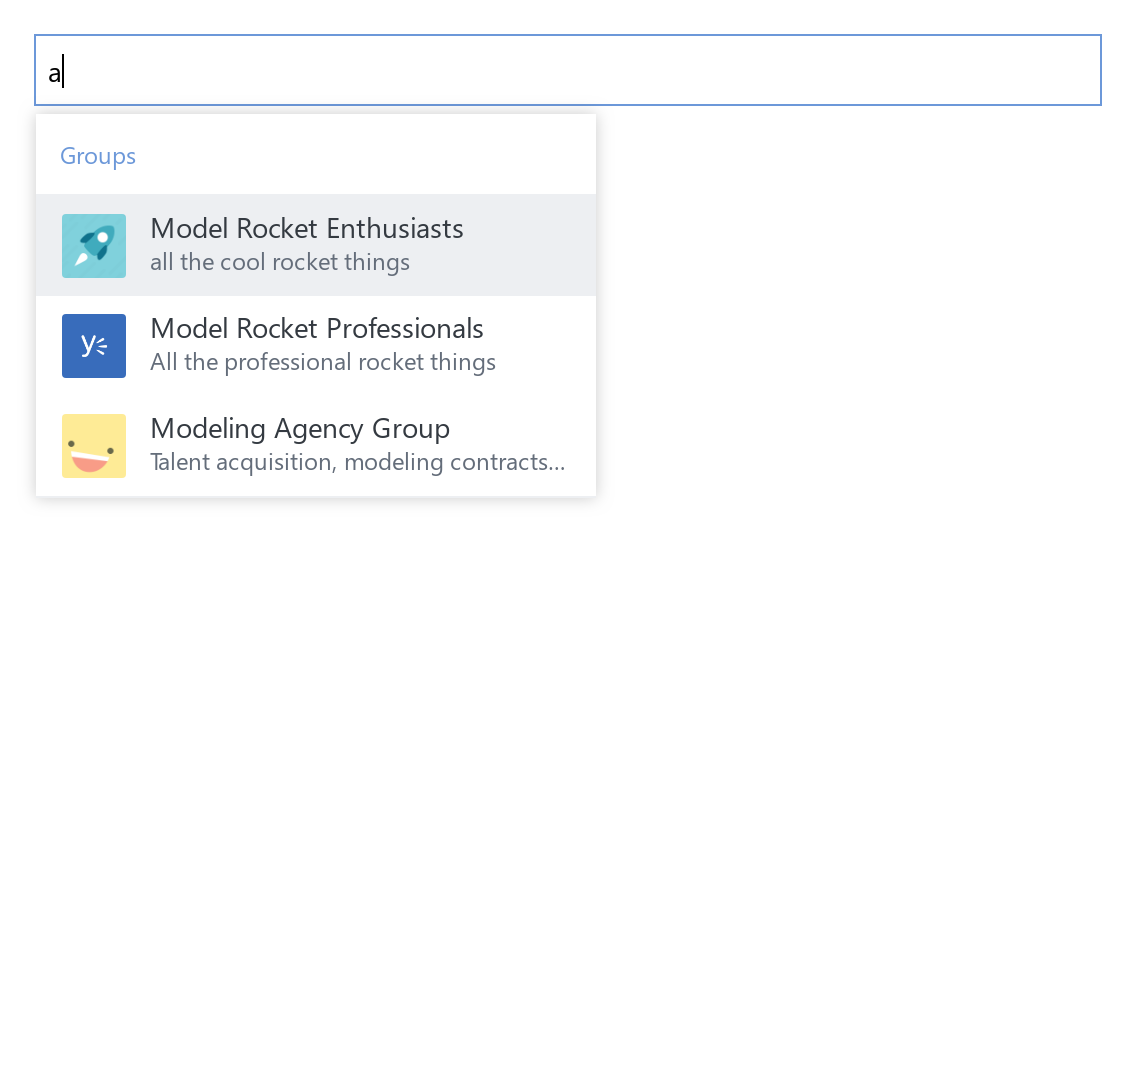 a
Groups
Model Rocket Enthusiasts
all the cool rocket things
Model Rocket Professionals
All the professional rocket things
Modeling Agency Group
Talent acquisition, modeling contracts...